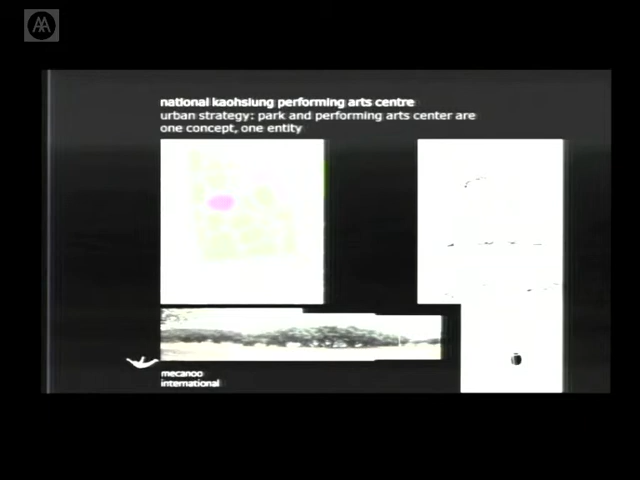 AA
national kaohsiung performing arts centre
urban strategy: park and performing arts center are
one concept, one entity
mecanoo
international